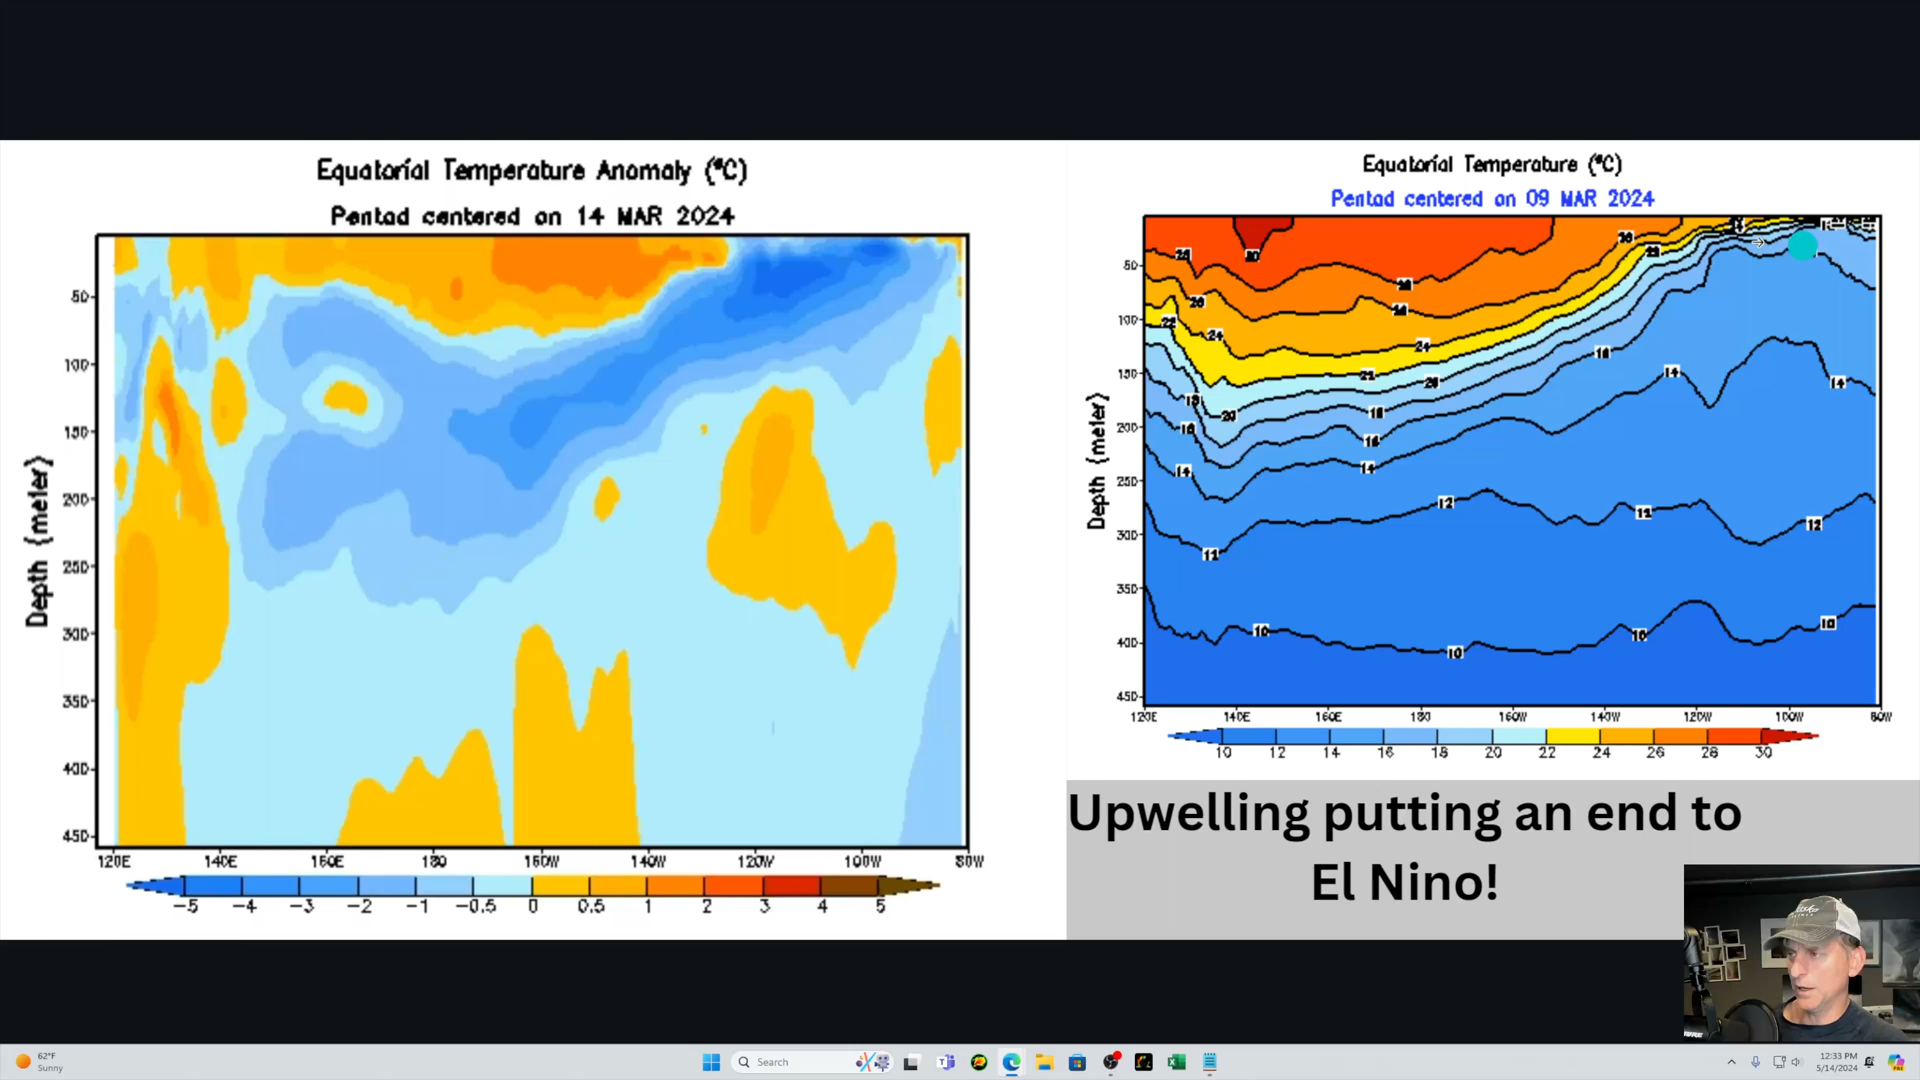 Equatorial Temperature Anomaly (°C)
Pentad centered on 14 MAR 2024
Depth (meter)
50
100
150
200
250
300
350
400
450
120E 140E 160E 180 160W 140W 120W 100W 80W
-5 -4 -3 -2 -1 -0.5 0 0.5 1 2 3 4 5
Equatorial Temperature (°C)
Pentad centered on 09 MAR 2024
Depth (meter)
50
100
150
200
250
300
350
400
450
120E 140E 160E 180 160W 140W 120W 100W 80W
10 12 14 16 18 20 22 24 26 28 30
Upwelling putting an end to
El Nino!
62°F
Sunny
Search
12:33 PM
5/14/2024